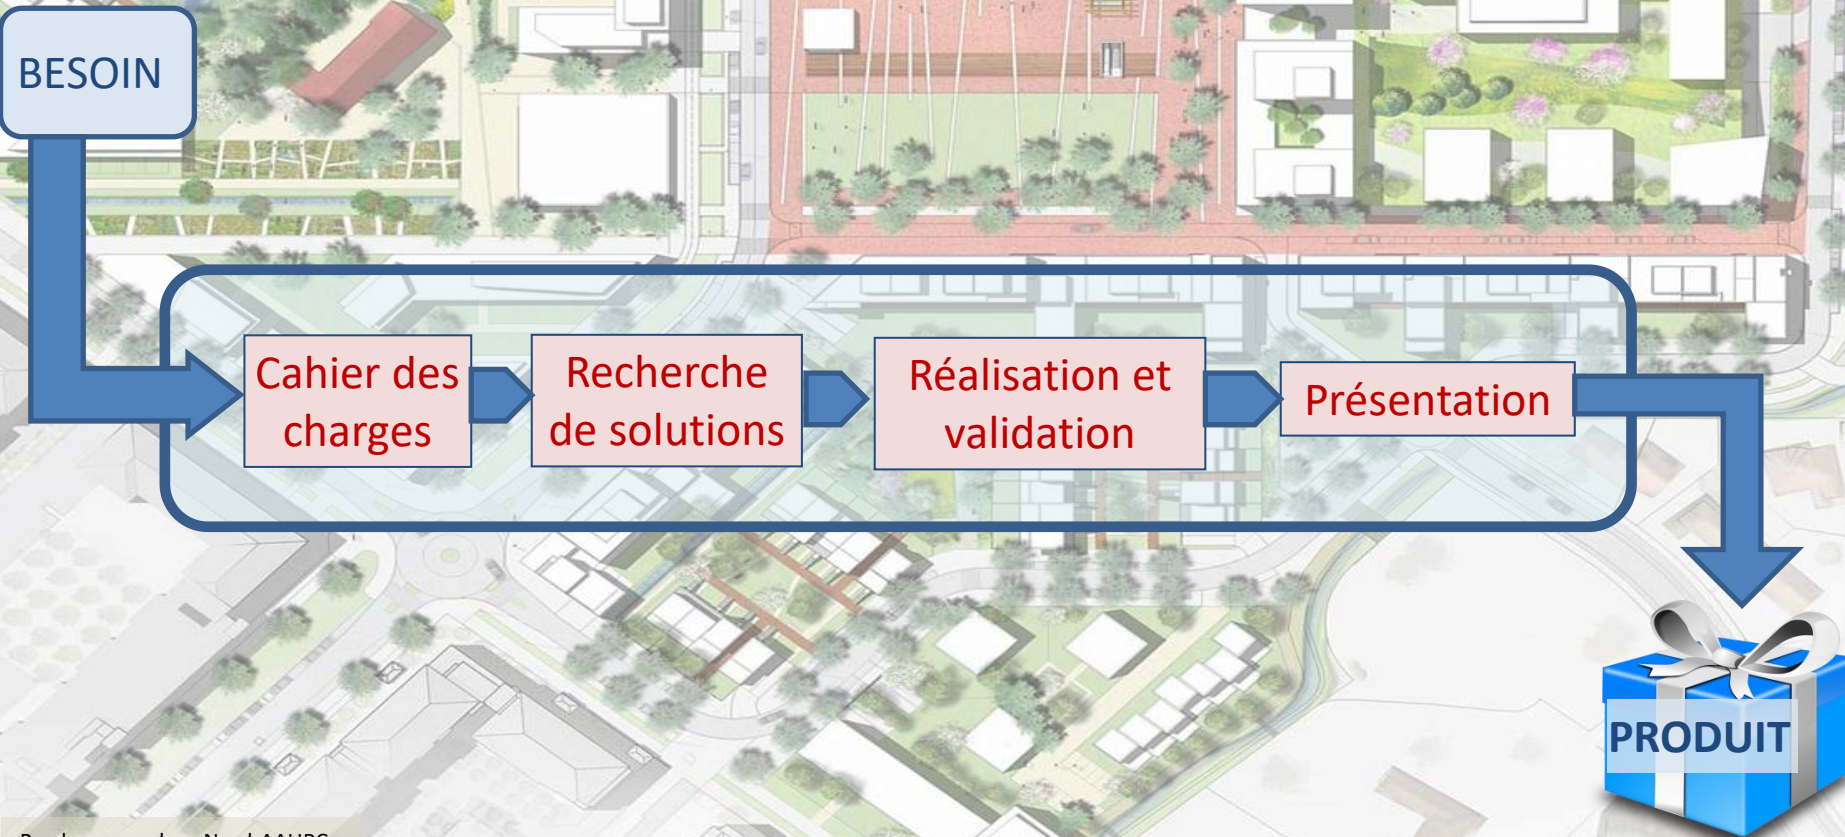 BESOIN
Cahier des
charges
Recherche
de solutions
Réalisation et
validation
Présentation
PRODUIT